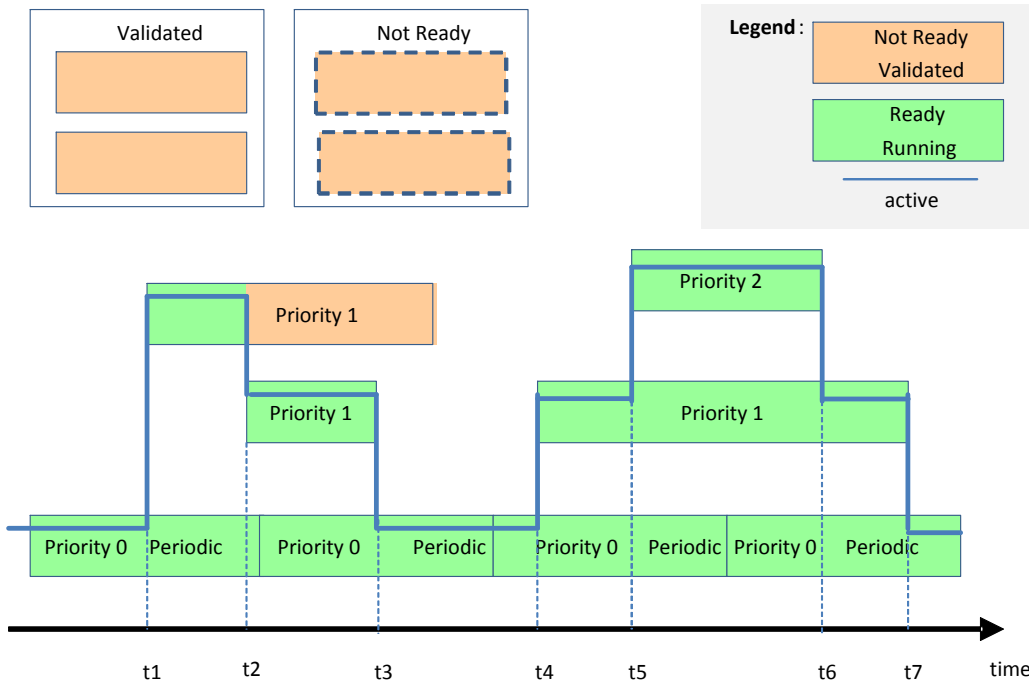 Validated
Not Ready
Legend :
Not Ready
Validated
Ready
Running
active
Priority 2
Priority 1
Priority 1
Priority 1
Priority 0 Periodic Priority 0 Periodic Priority 0 Periodic Priority 0 Periodic
t1 t2 t3 t4 t5 t6 t7 time